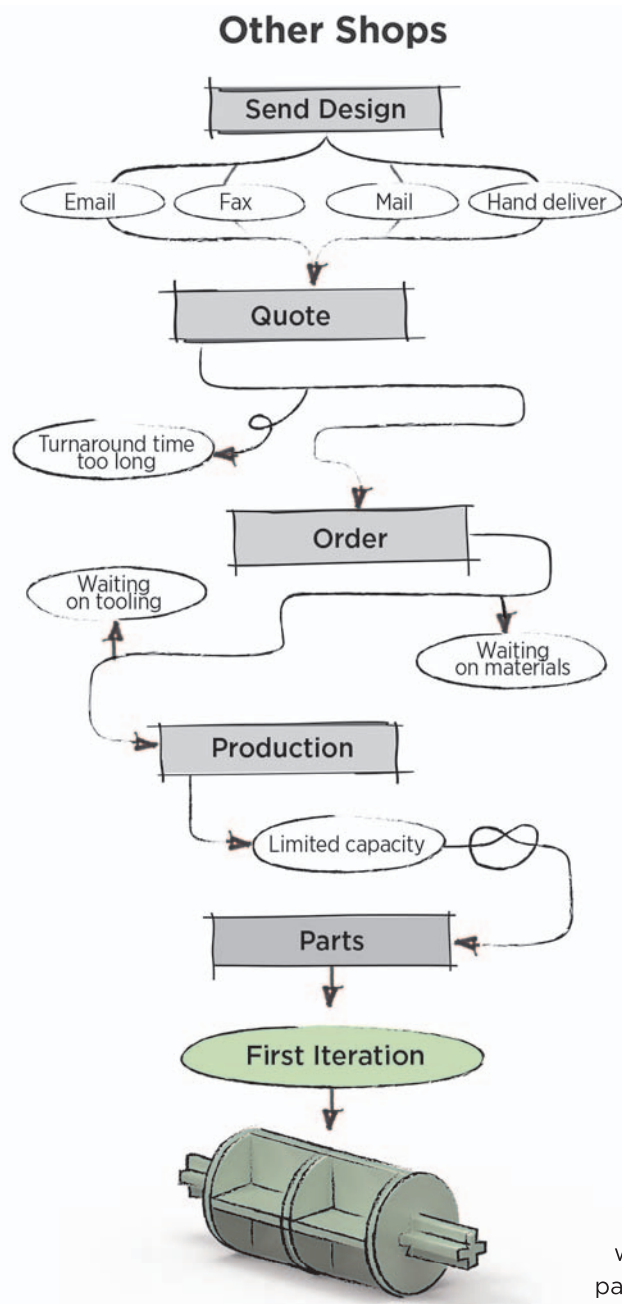 Other Shops
Send Design
Email
Fax
Mail
Hand deliver
Quote
Turnaround time
too long
Order
Waiting
on tooling
Waiting
on materials
Production
Limited capacity
Parts
First Iteration